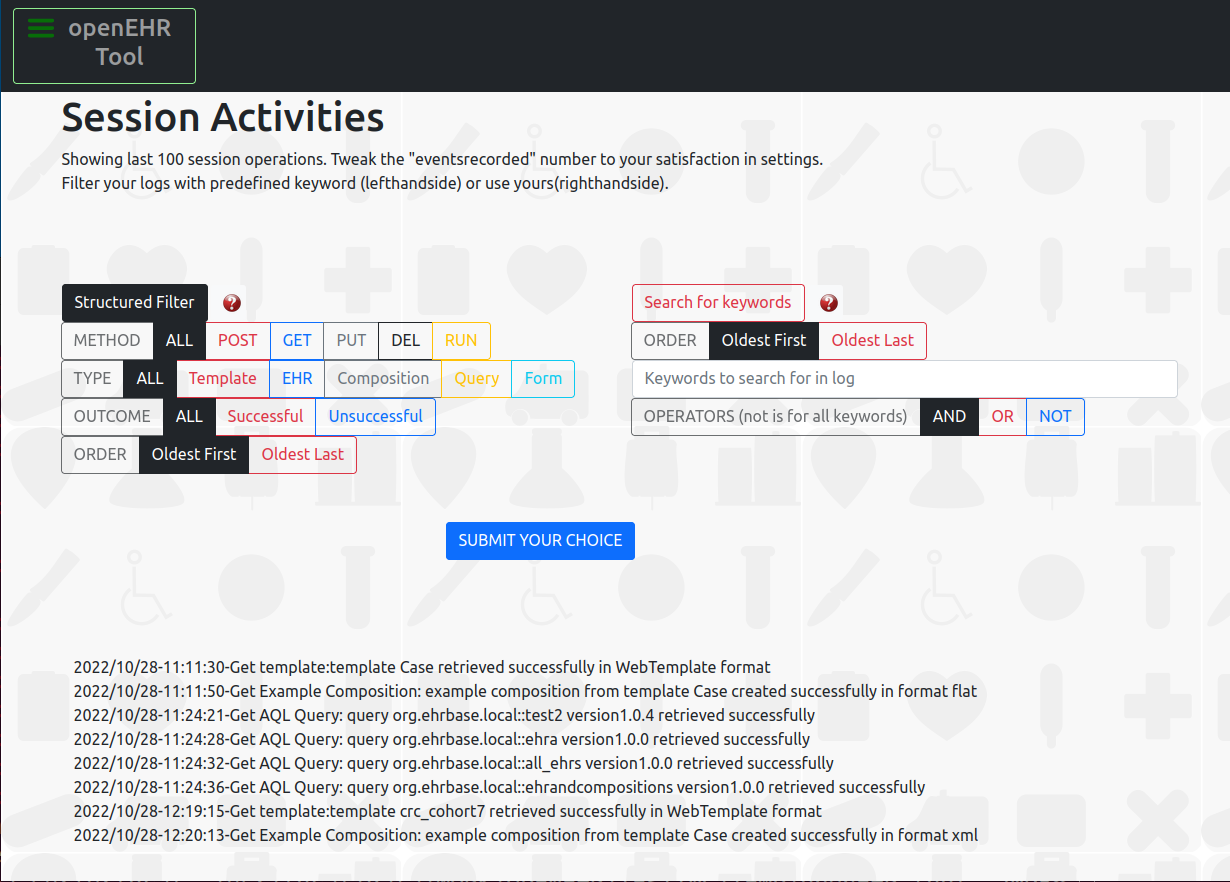 openEHR
Tool
Session Activities
Showing last 100 session operations. Tweak the "eventsrecorded" number to your satisfaction in settings.
Filter your logs with predefined keyword (lefthandside) or use yours(righthandside).
Structured Filter ?
METHOD ALL POST GET PUT DEL RUN
TYPE ALL Template EHR Composition Query Form
OUTCOME ALL Successful Unsuccessful
ORDER Oldest First Oldest Last
Search for keywords ?
ORDER Oldest First Oldest Last
Keywords to search for in log
OPERATORS (not is for all keywords) AND OR NOT
SUBMIT YOUR CHOICE
2022/10/28-11:11:30-Get template:template Case retrieved successfully in WebTemplate format
2022/10/28-11:11:50-Get Example Composition: example composition from template Case created successfully in format flat
2022/10/28-11:24:21-Get AQL Query: query org.ehrbase.local::test2 version1.0.4 retrieved successfully
2022/10/28-11:24:28-Get AQL Query: query org.ehrbase.local::ehra version1.0.0 retrieved successfully
2022/10/28-11:24:32-Get AQL Query: query org.ehrbase.local::all_ehrs version1.0.0 retrieved successfully
2022/10/28-11:24:36-Get AQL Query: query org.ehrbase.local::ehrandcompositions version1.0.0 retrieved successfully
2022/10/28-12:19:15-Get template:template crc_cohort7 retrieved successfully in WebTemplate format
2022/10/28-12:20:13-Get Example Composition: example composition from template Case created successfully in format xml